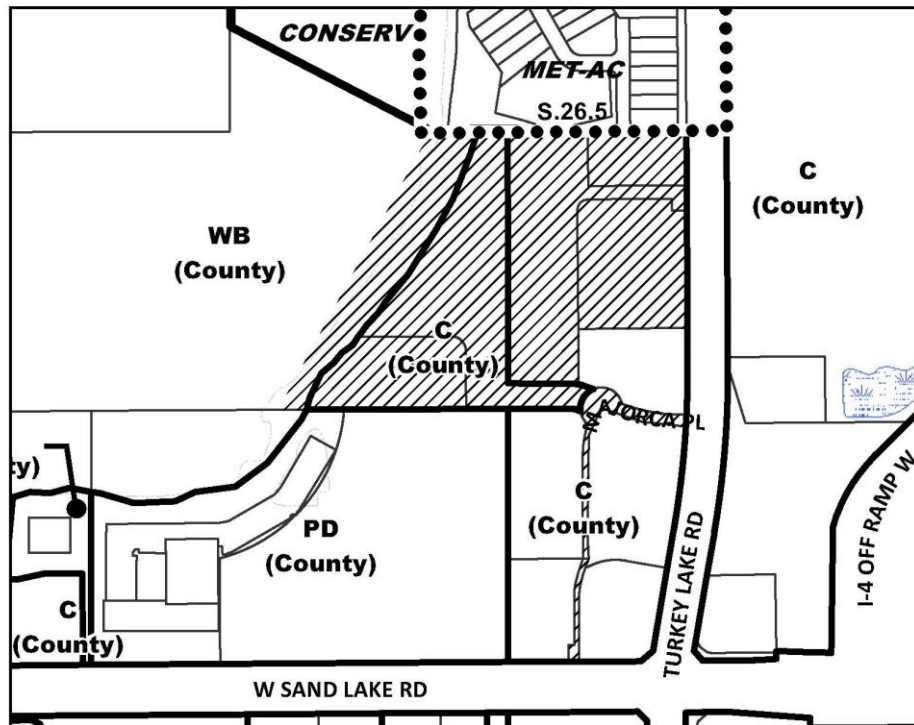 CONSERV
MET-AC
S.26.5
C
(County)
WB
(County)
C
(County)
MAJORCA PL
ty)
C
(County)
PD
(County)
C
(County)
TURKEY LAKE RD
I-4 OFF RAMP W
W SAND LAKE RD